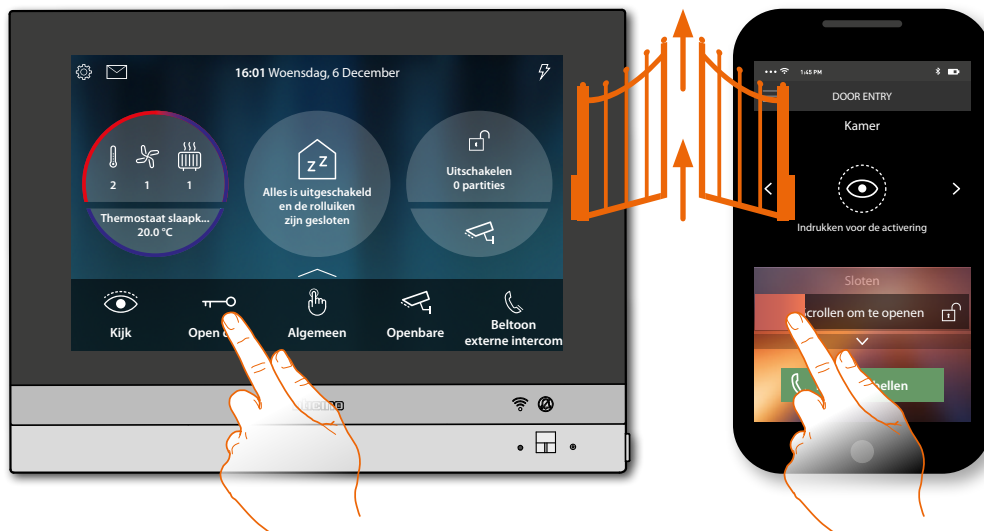 16:01 Woensdag, 6 December
2 1 1
Thermostaat slaapk...
20.0 °C
z Z
Alles is uitgeschakeld
en de rolluiken
zijn gesloten
Uitschakelen
0 partities
Kijk
Open
Algemeen
Openbare
Beltoon
externe intercom
1:45 PM
DOOR ENTRY
Kamer
Indrukken voor de activering
Sloten
Scrollen om te openen